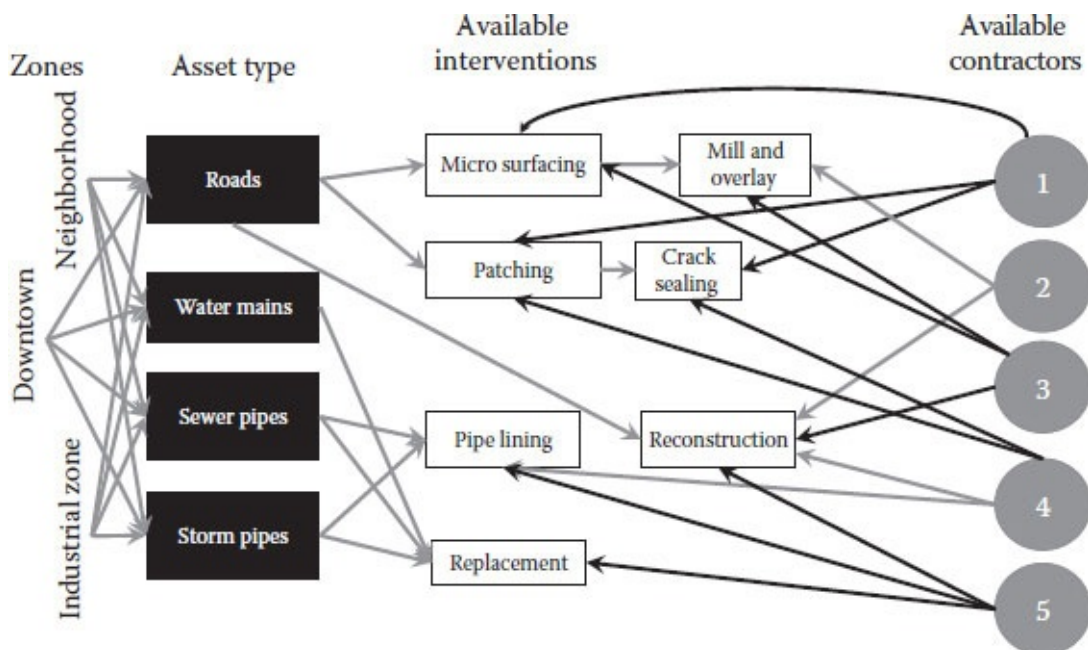 Zones
Asset type
Available
interventions
Available
contractors
Neighborhood
Downtown
Industrial zone
Roads
Water mains
Sewer pipes
Storm pipes
Micro surfacing
Mill and
overlay
Patching
Crack
sealing
Pipe lining
Reconstruction
Replacement
1
2
3
4
5